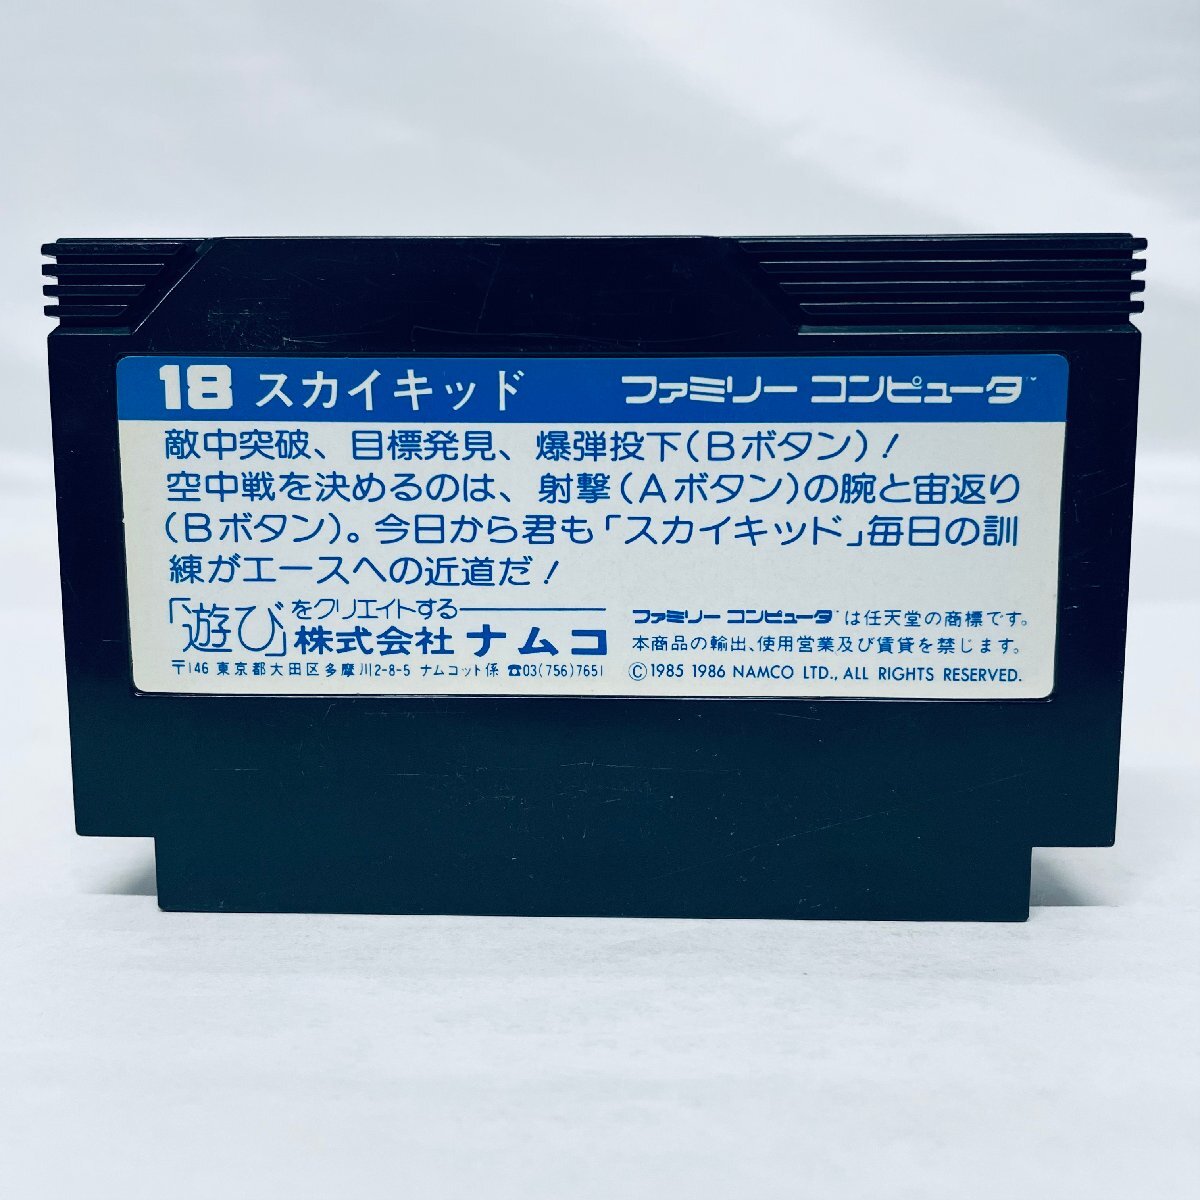 18 スカイキッド ファミリー コンピュータ™
敵中突破、目標発見、爆弾投下(Bボタン)!
空中戦を決めるのは、射撃(Aボタン)の腕と宙返り
(Bボタン)。今日から君も「スカイキッド」毎日の訓
練がエースへの近道だ!
「遊び」をクリエイトする
株式会社 ナムコ
〒146 東京都大田区多摩川2-8-5 ナムコット係 ☎03(756)7651
ファミリー コンピュータ™は任天堂の商標です。
本商品の輸出、使用営業及び賃貸を禁じます。
©1985 1986 NAMCO LTD., ALL RIGHTS RESERVED.